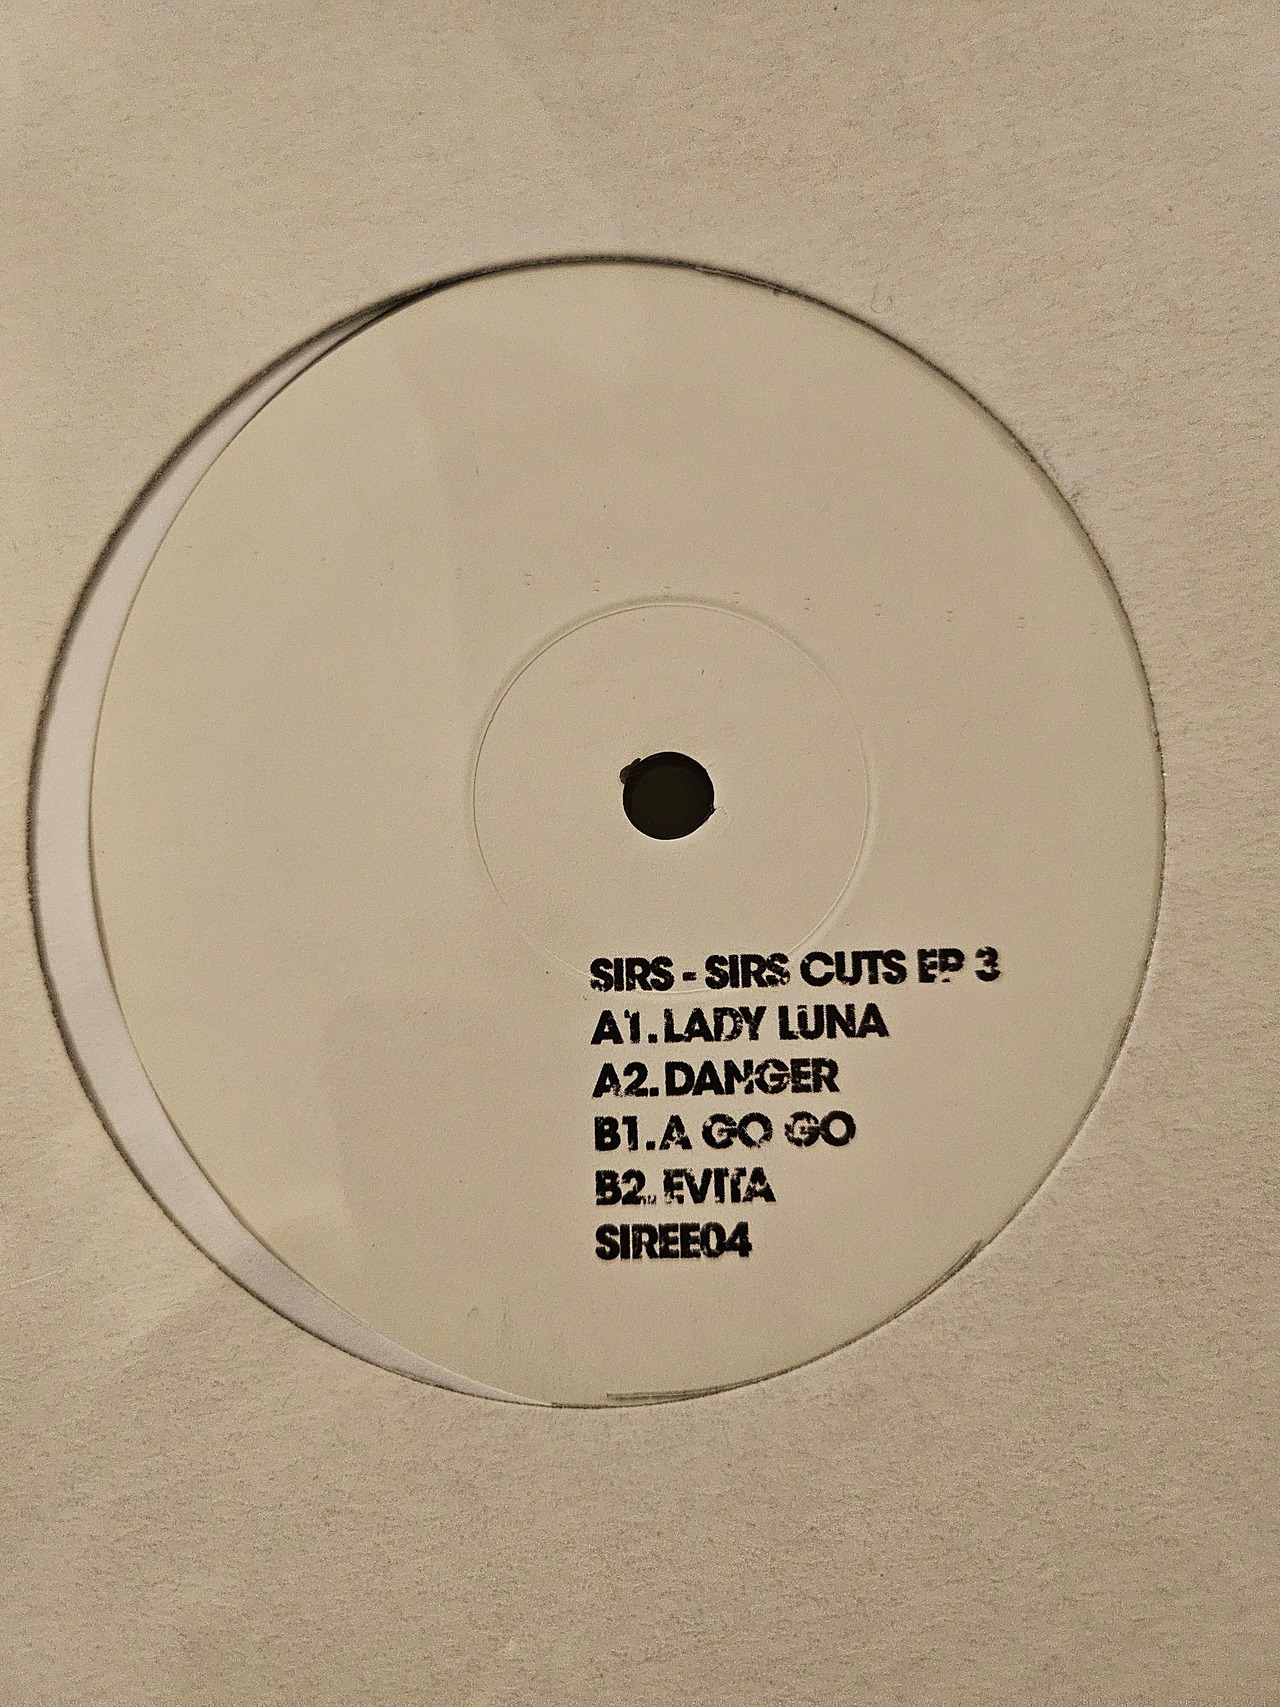 SIRS - SIRS CUTS EP 3
A1. LADY LUNA
A2. DANGER
B1. A GO GO
B2. EVITA
SIREE04